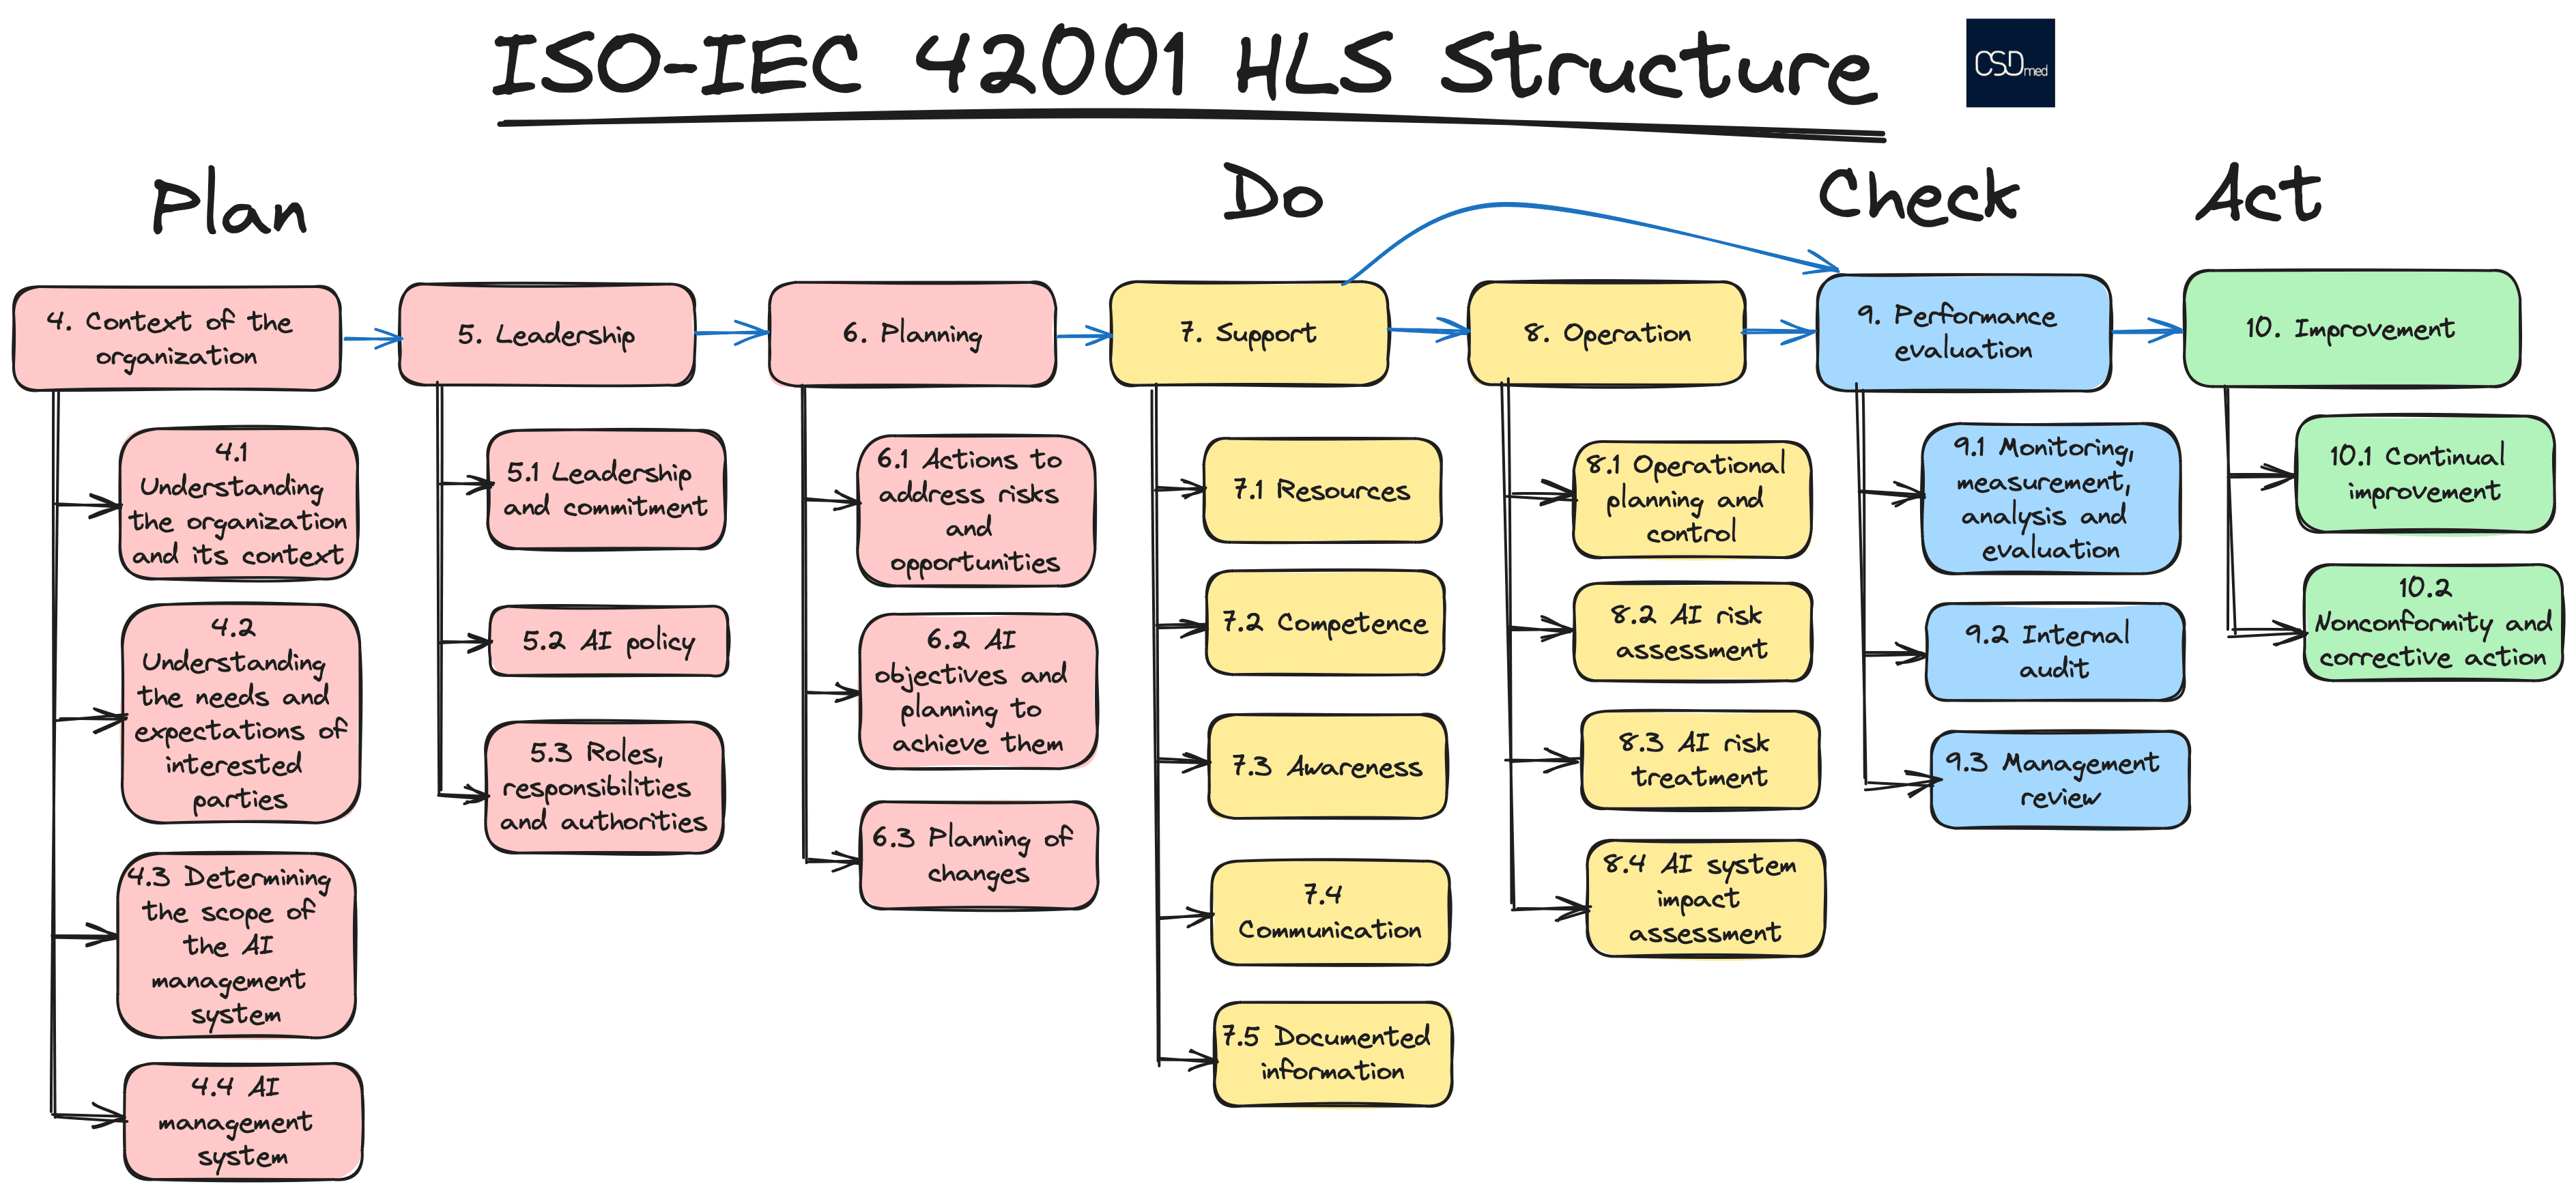 ISO-IEC 42001 HLS Structure
CSDmed
Plan
Do
Check
Act
4. Context of the
organization
5. Leadership
6. Planning
7. Support
8. Operation
9. Performance
evaluation
10. Improvement
4.1
Understanding
the organization
and its context
4.2
Understanding
the needs and
expectations of
interested
parties
4.3 Determining
the scope of
the AI
management
system
4.4 AI
management
system
5.1 Leadership
and commitment
5.2 AI policy
5.3 Roles,
responsibilities
and authorities
6.1 Actions to
address risks
and
opportunities
6.2 AI
objectives and
planning to
achieve them
6.3 Planning of
changes
7.1 Resources
7.2 Competence
7.3 Awareness
7.4
Communication
7.5 Documented
information
8.1 Operational
planning and
control
8.2 AI risk
assessment
8.3 AI risk
treatment
8.4 AI system
impact
assessment
9.1 Monitoring,
measurement,
analysis and
evaluation
9.2 Internal
audit
9.3 Management
review
10.1 Continual
improvement
10.2
Nonconformity and
corrective action